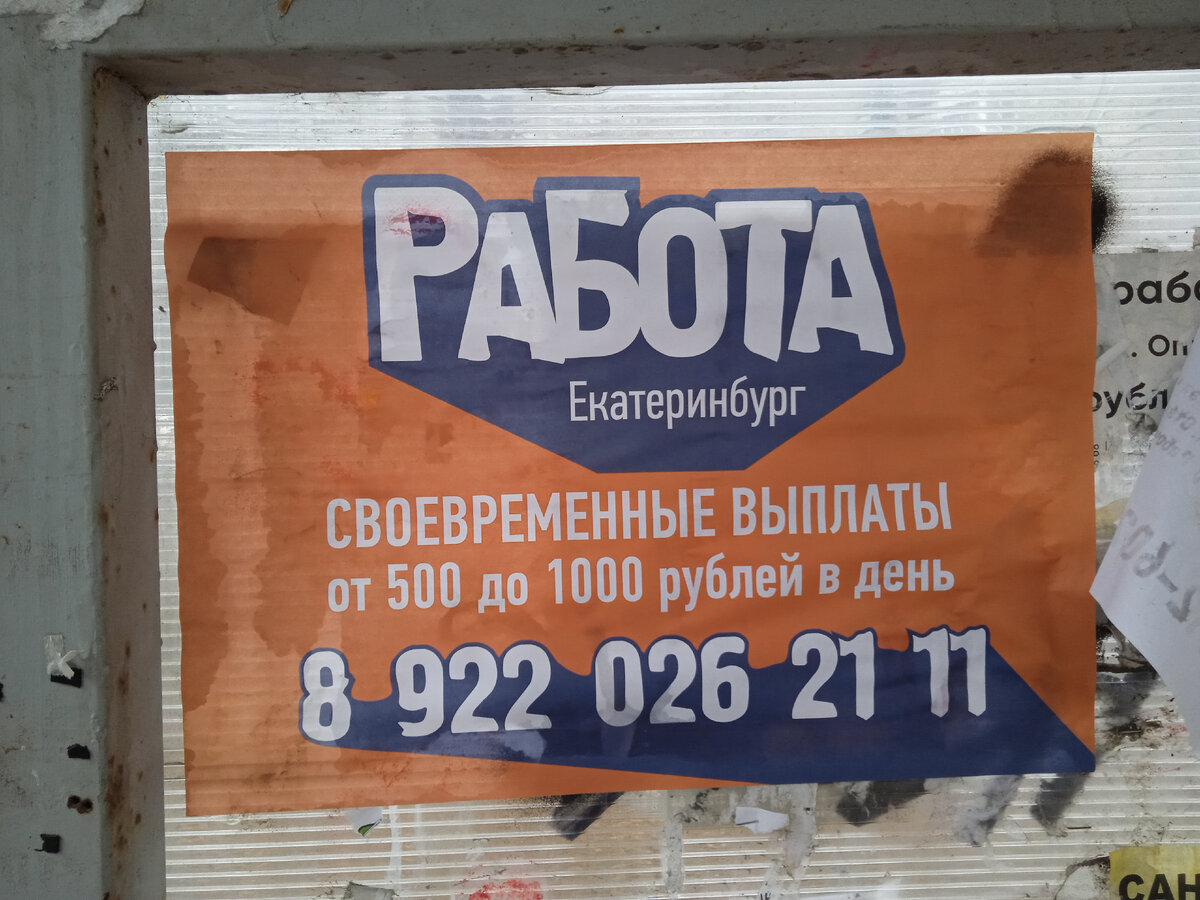 РАБОТА
Екатеринбург
СВОЕВРЕМЕННЫЕ ВЫПЛАТЫ
от 500 до 1000 рублей в день
8 922 026 21 11